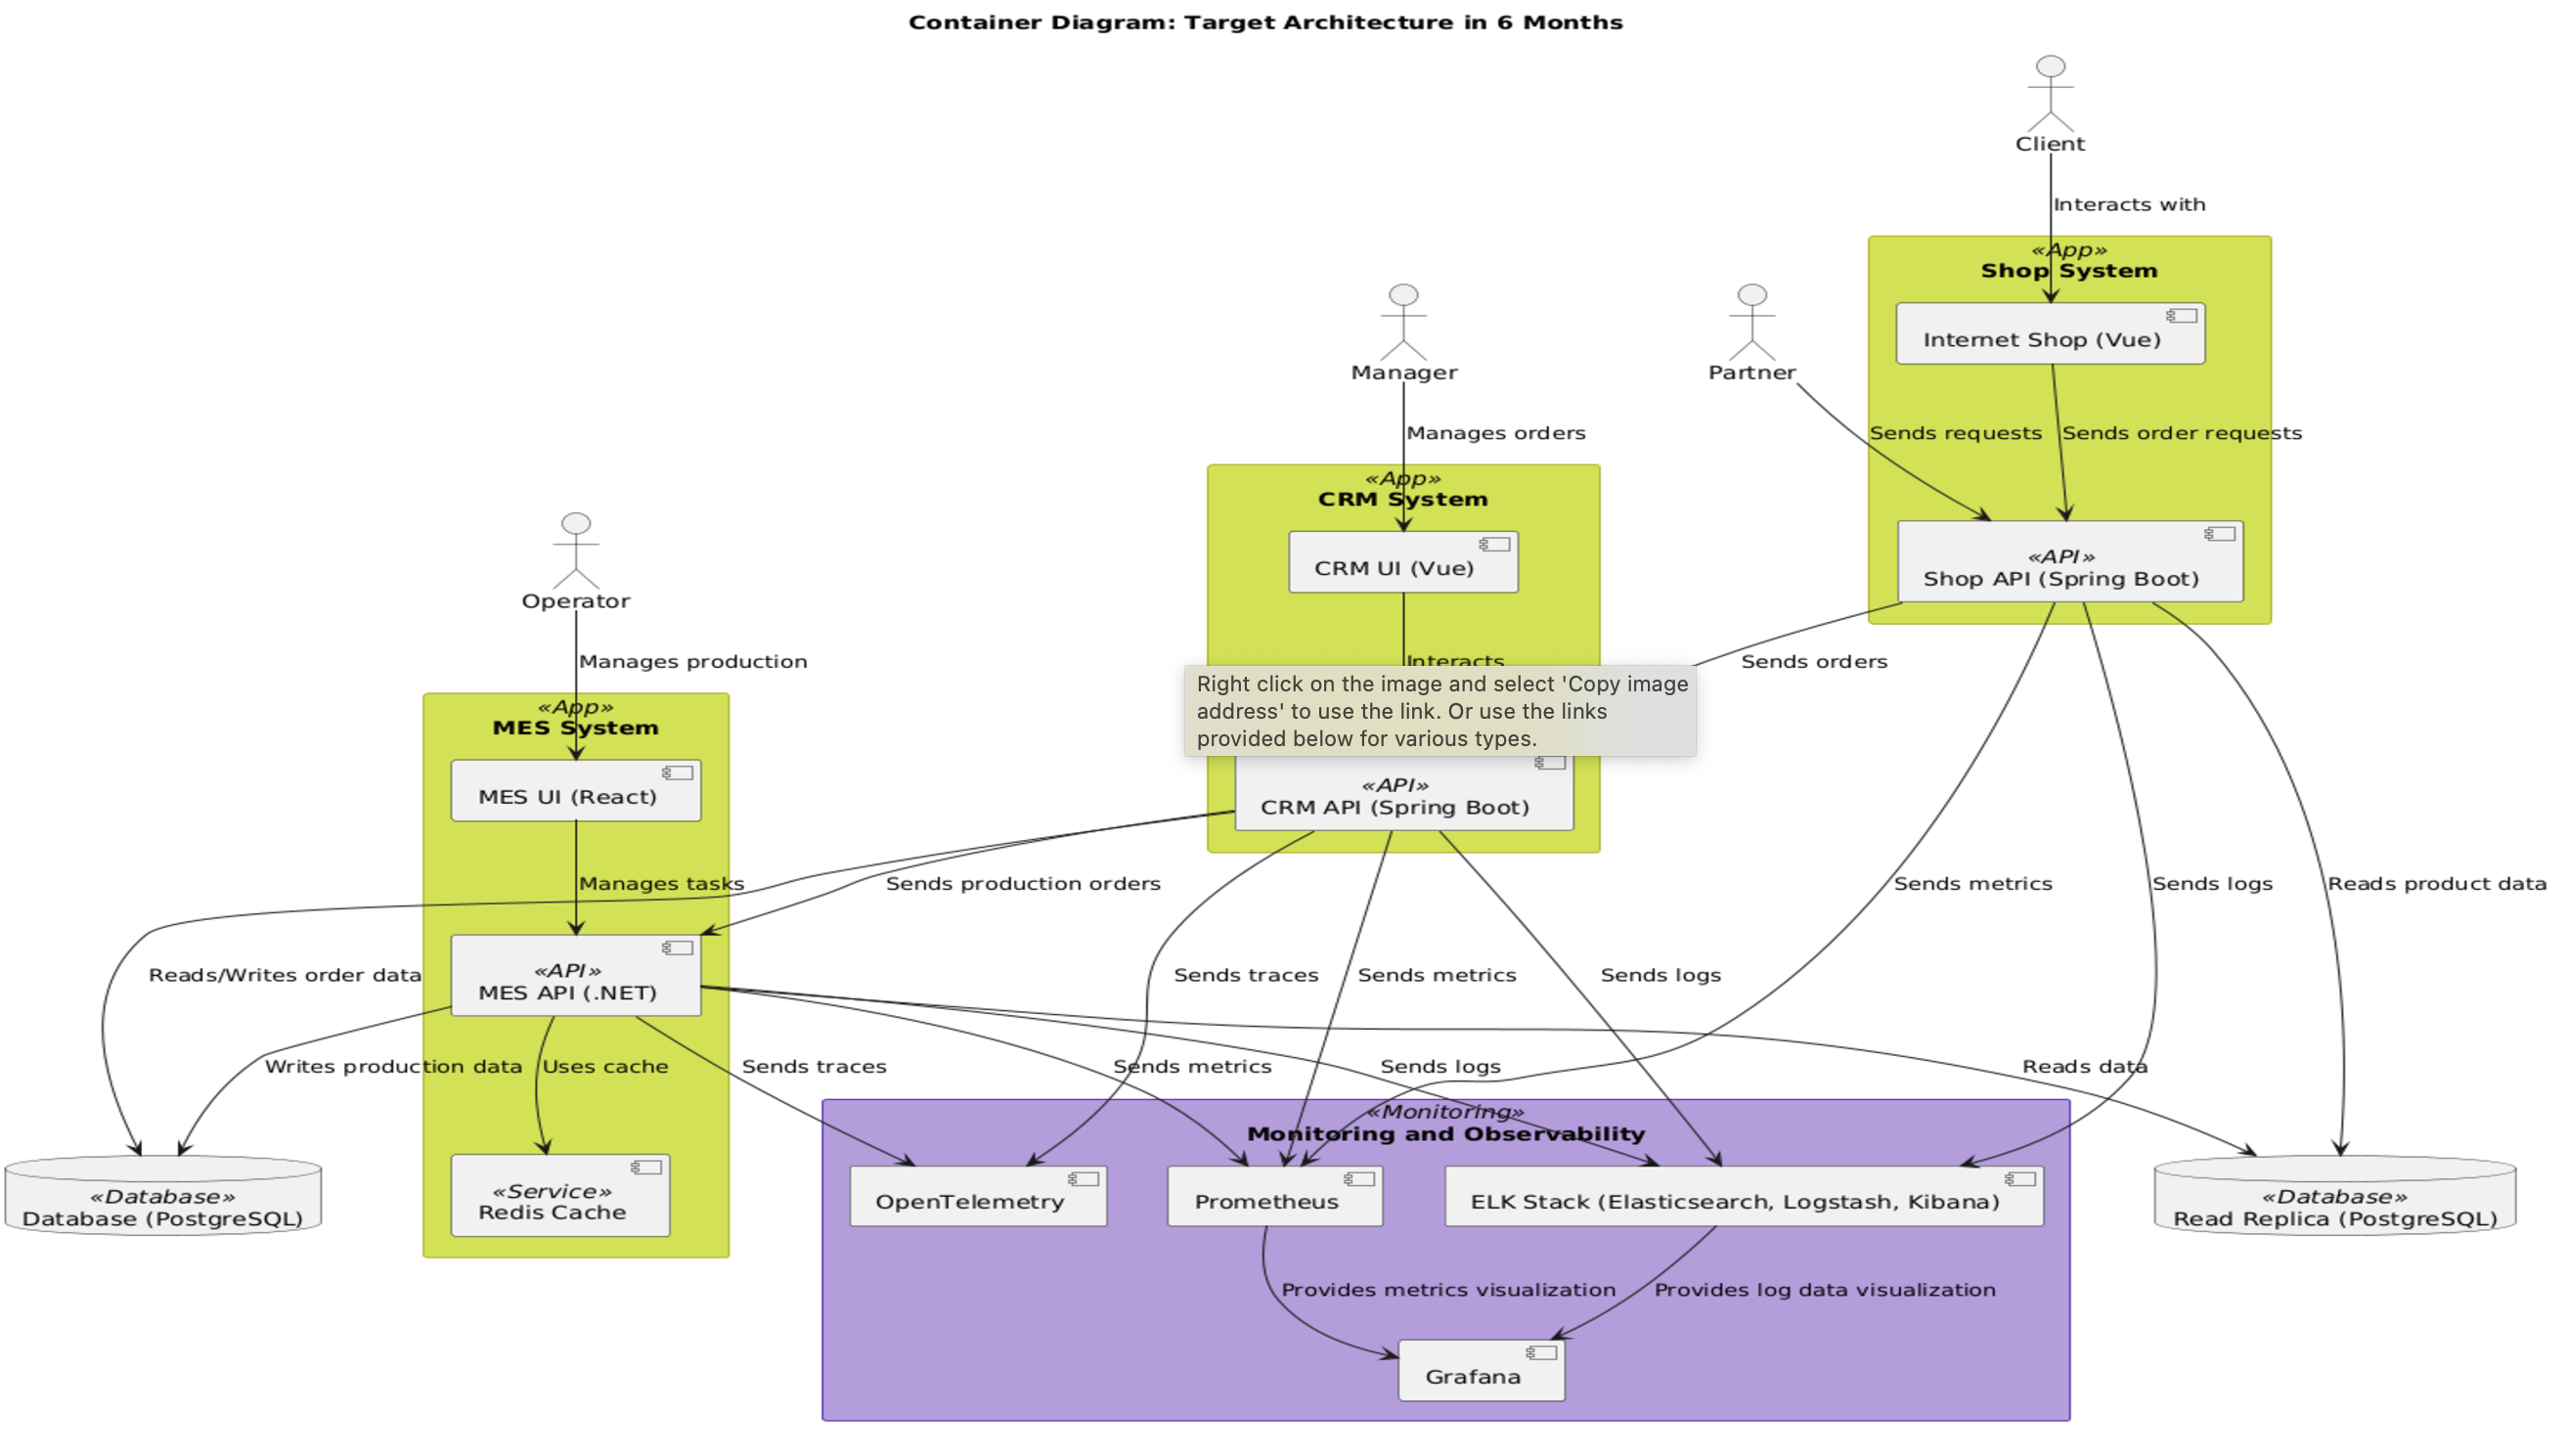 Container Diagram: Target Architecture in 6 Months
Client
Interacts with
«App»
Shop System
Internet Shop (Vue)
Manager
Partner
Manages orders
Sends requests
Sends order requests
«App»
CRM System
CRM UI (Vue)
«API»
Shop API (Spring Boot)
Operator
Manages production
Interacts
Sends orders
Right click on the image and select 'Copy image
address' to use the link. Or use the links
provided below for various types.
«App»
MES System
MES UI (React)
«API»
CRM API (Spring Boot)
Manages tasks
Sends production orders
Sends metrics
Sends logs
Reads product data
«API»
MES API (.NET)
Reads/Writes order data
Sends traces
Sends metrics
Sends logs
Writes production data
Uses cache
Sends traces
Sends metrics
Sends logs
Reads data
«Monitoring»
Monitoring and Observability
«Database»
Database (PostgreSQL)
«Service»
Redis Cache
OpenTelemetry
Prometheus
ELK Stack (Elasticsearch, Logstash, Kibana)
«Database»
Read Replica (PostgreSQL)
Provides metrics visualization
Provides log data visualization
Grafana